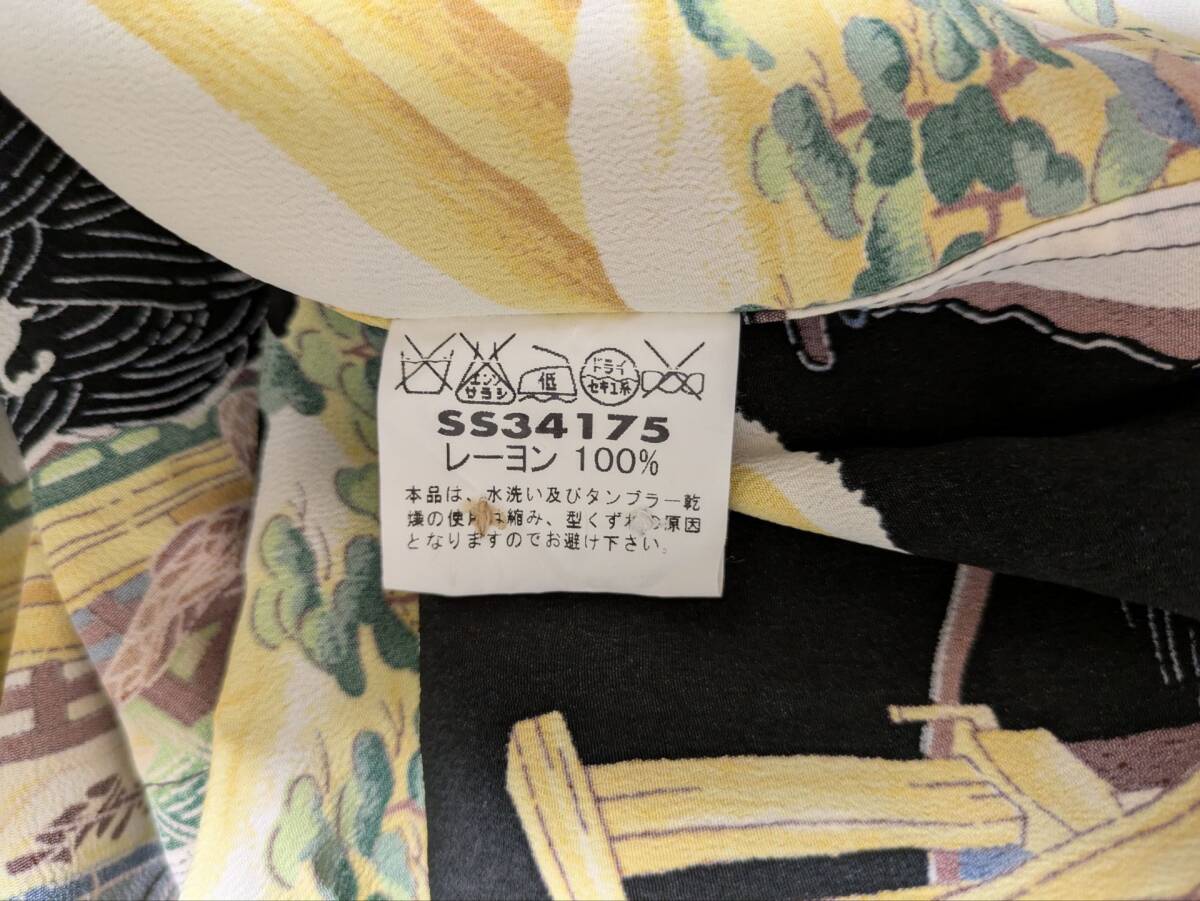 エンソ サラシ 低 ドライ セキユ系
SS34175
レーヨン 100%
本品は、水洗い及びタンブラー乾
燥の使用は縮み、型くずれの原因
となりますのでお避け下さい。